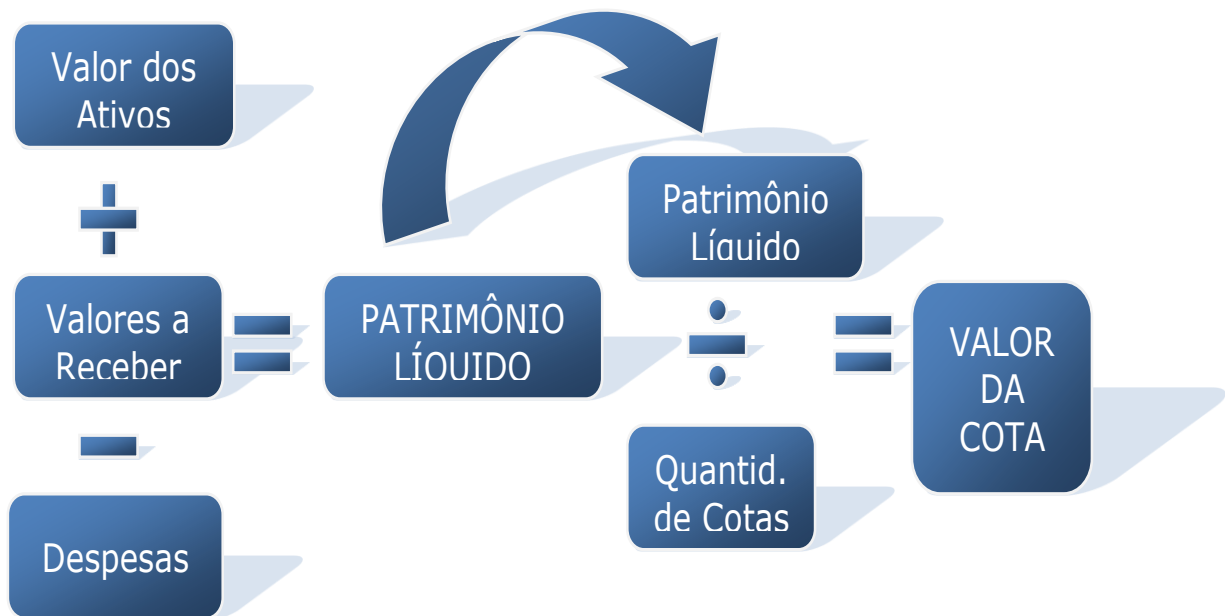 Valor dos
Ativos
+
Valores a
Receber
-
Despesas
=
PATRIMÔNIO
LÍQUIDO
Patrimônio
Líquido
÷
Quantid.
de Cotas
=
VALOR
DA
COTA